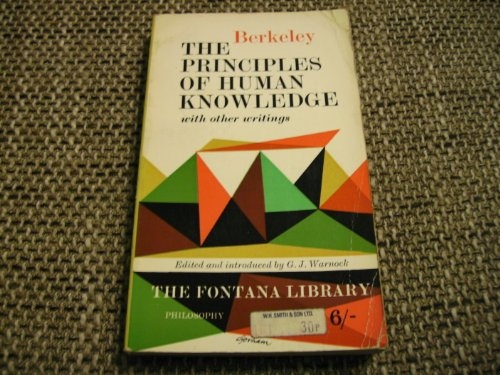 Berkeley
THE
PRINCIPLES
OF HUMAN
KNOWLEDGE
with other writings
Edited and introduced by G. J. Warnock
THE FONTANA LIBRARY
PHILOSOPHY
W.H. SMITH & SON LTD.
30P
6/-